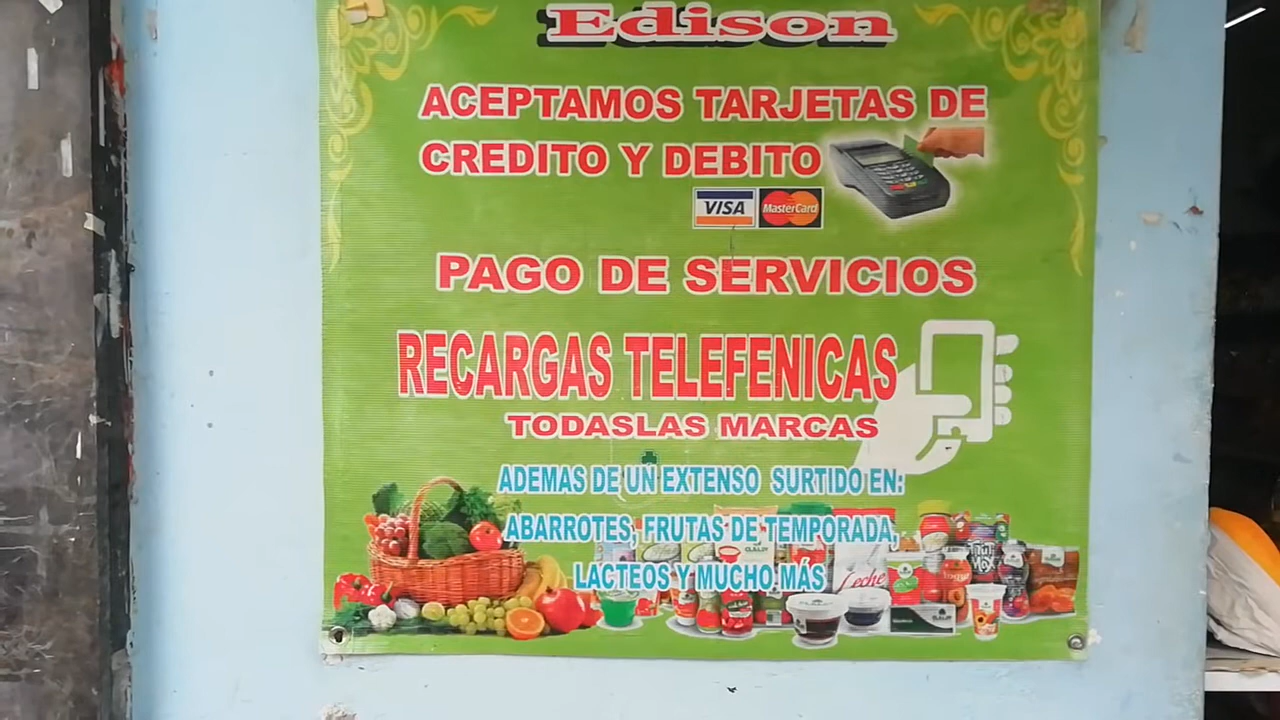 Edison
ACEPTAMOS TARJETAS DE
CREDITO Y DEBITO
VISA MasterCard
PAGO DE SERVICIOS
RECARGAS TELEFENICAS
TODASLAS MARCAS
ADEMAS DE UN EXTENSO SURTIDO EN:
ABARROTES, FRUTAS DE TEMPORADA,
LACTEOS Y MUCHO MÁS
Leche